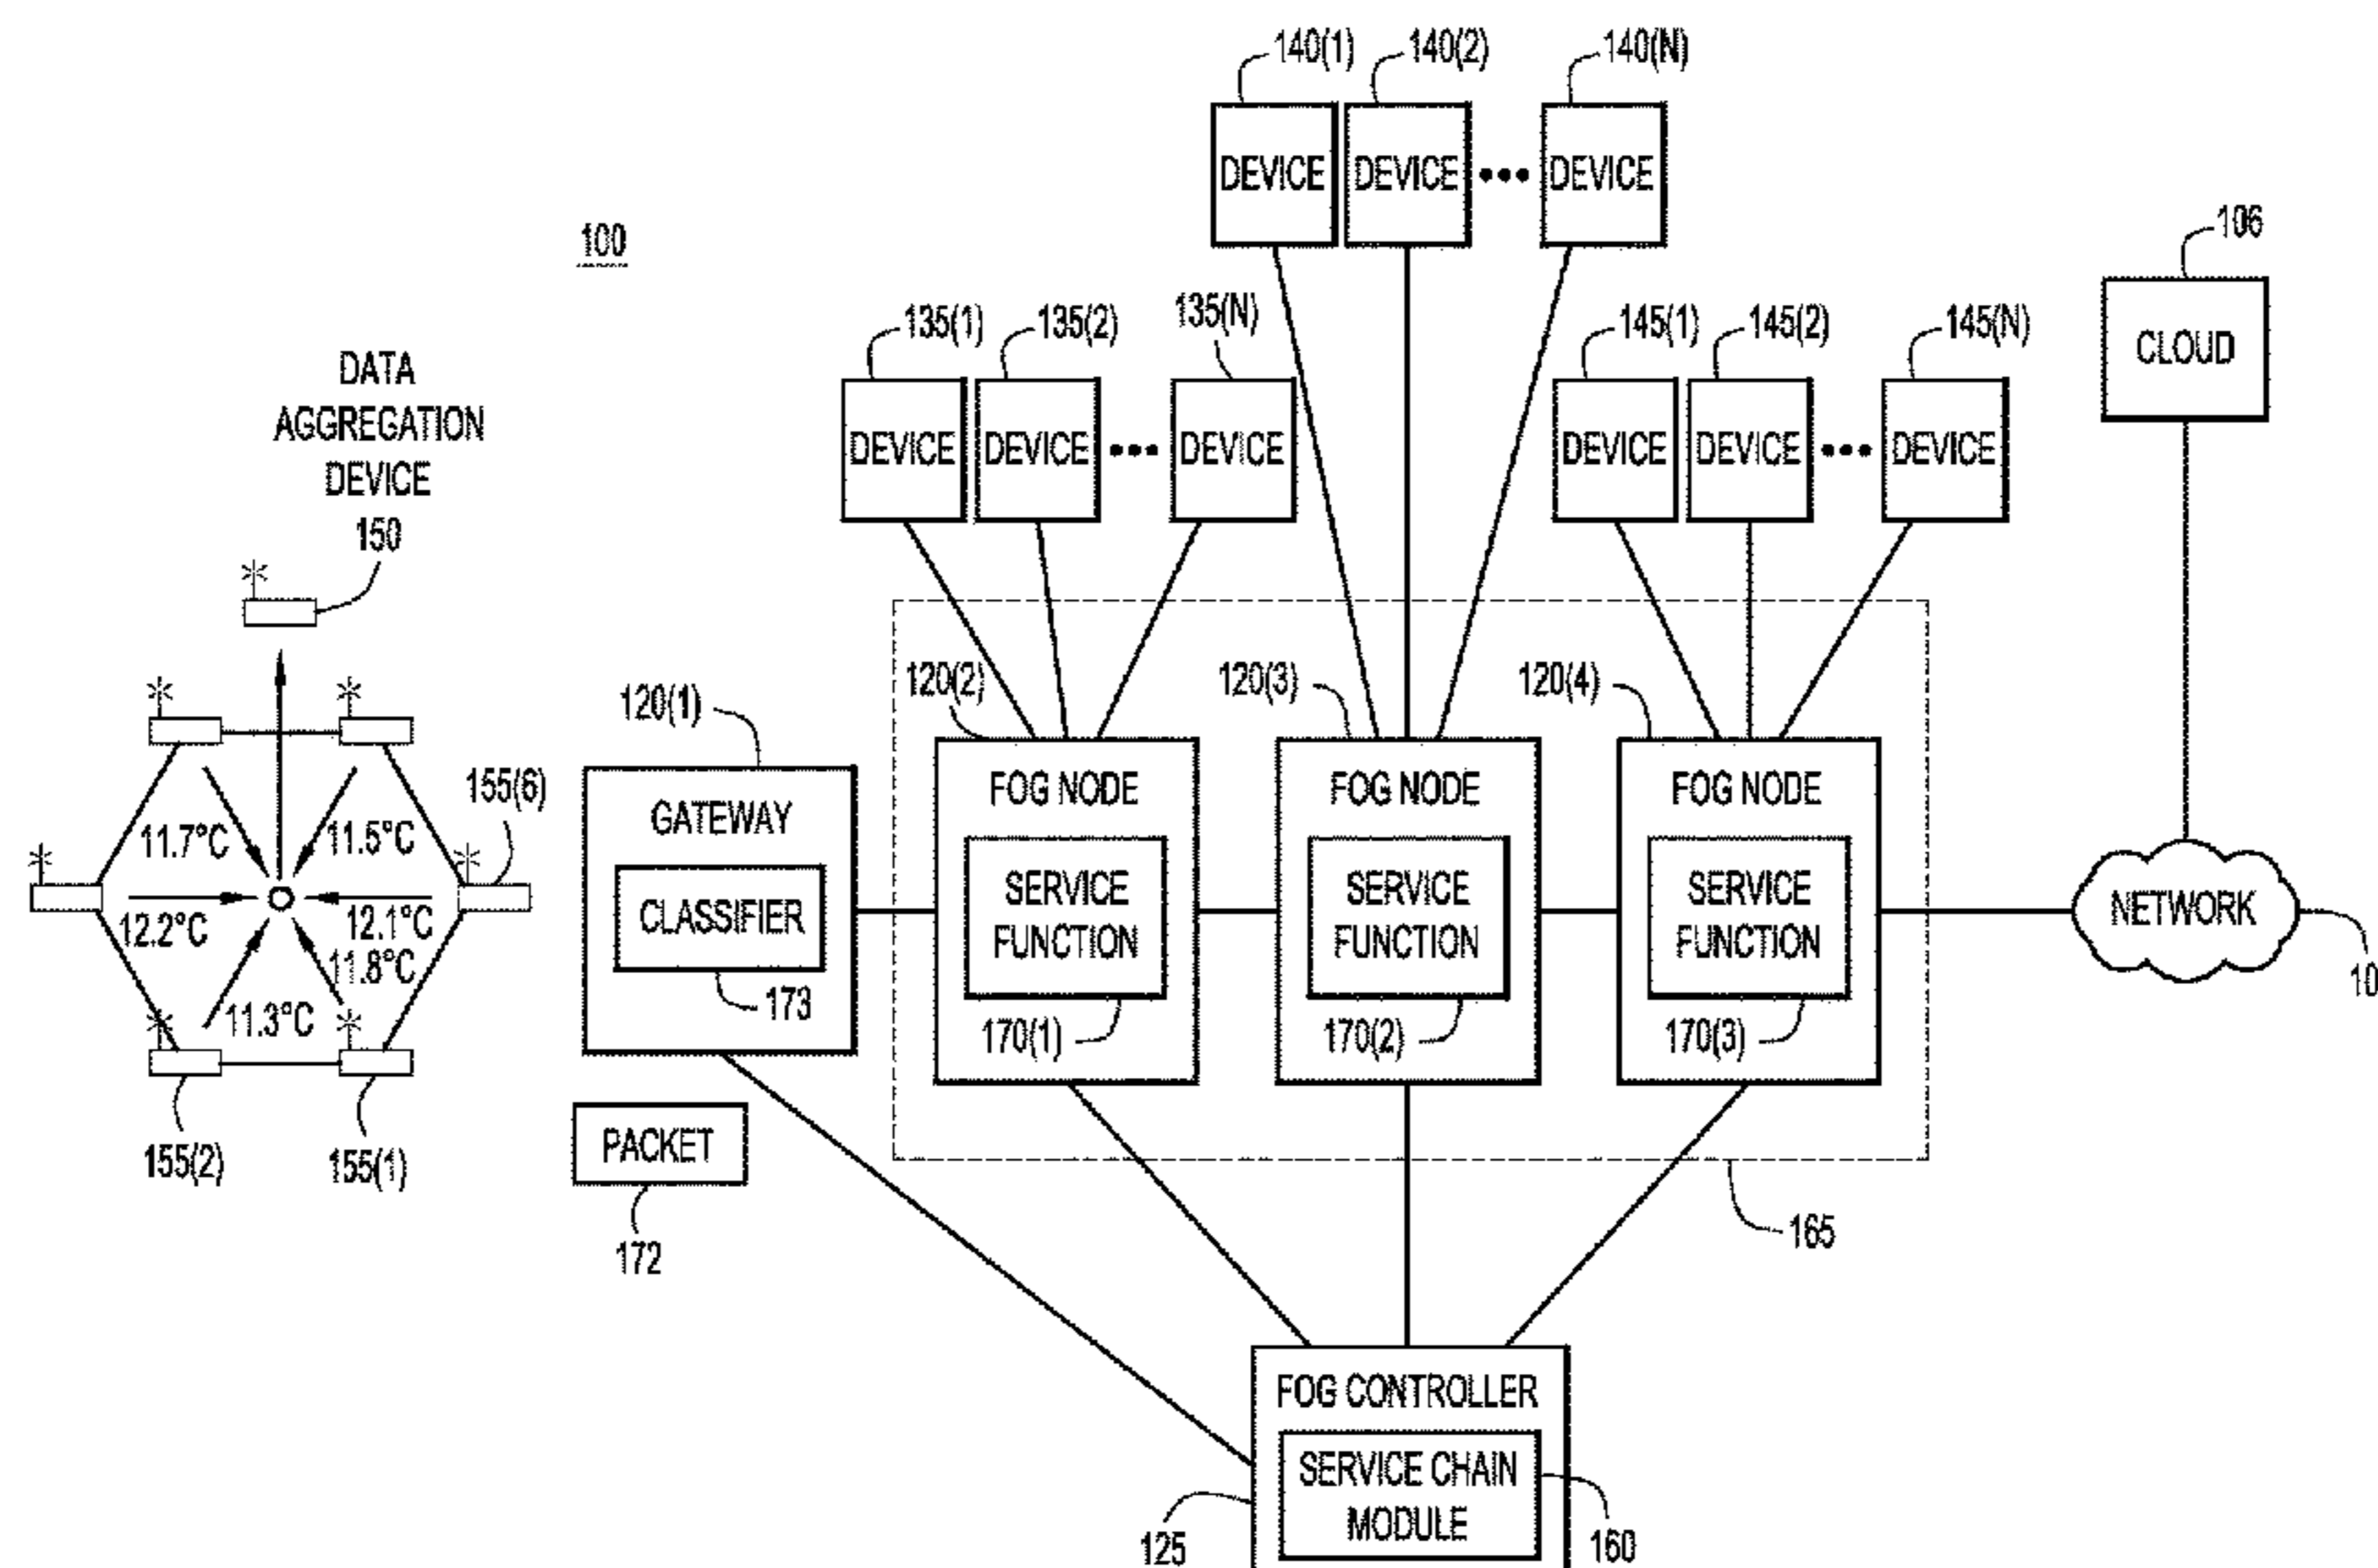 140(1)
140(2)
140(N)
DEVICE
DEVICE
•••
DEVICE
100
106
CLOUD
135(1)
135(2)
135(N)
145(1)
145(2)
145(N)
DEVICE
DEVICE
•••
DEVICE
DEVICE
DEVICE
•••
DEVICE
DATA
AGGREGATION
DEVICE
150
120(1)
120(2)
120(3)
120(4)
155(6)
11.7°C
11.5°C
12.2°C
12.1°C
11.8°C
11.3°C
155(2)
155(1)
GATEWAY
CLASSIFIER
173
FOG NODE
SERVICE
FUNCTION
170(1)
FOG NODE
SERVICE
FUNCTION
170(2)
FOG NODE
SERVICE
FUNCTION
170(3)
NETWORK
10
PACKET
172
165
FOG CONTROLLER
SERVICE CHAIN
MODULE
125
160